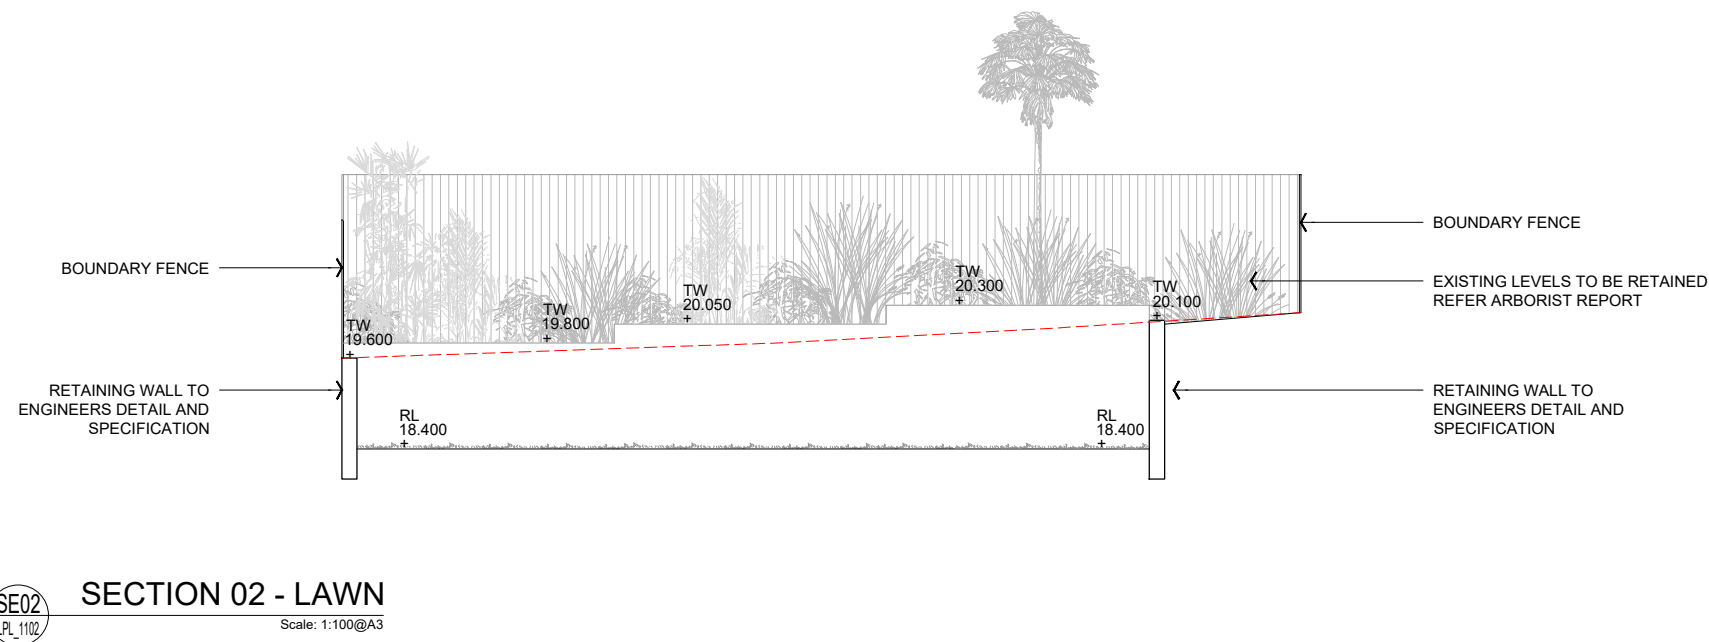 BOUNDARY FENCE
BOUNDARY FENCE
EXISTING LEVELS TO BE RETAINED
REFER ARBORIST REPORT
TW
20.300
TW
20.100
TW
20.050
TW
19.800
TW
19.600
RETAINING WALL TO
ENGINEERS DETAIL AND
SPECIFICATION
RL
18.400
RL
18.400
RETAINING WALL TO
ENGINEERS DETAIL AND
SPECIFICATION
SE02
LPL_1102
SECTION 02 - LAWN
Scale: 1:100@A3